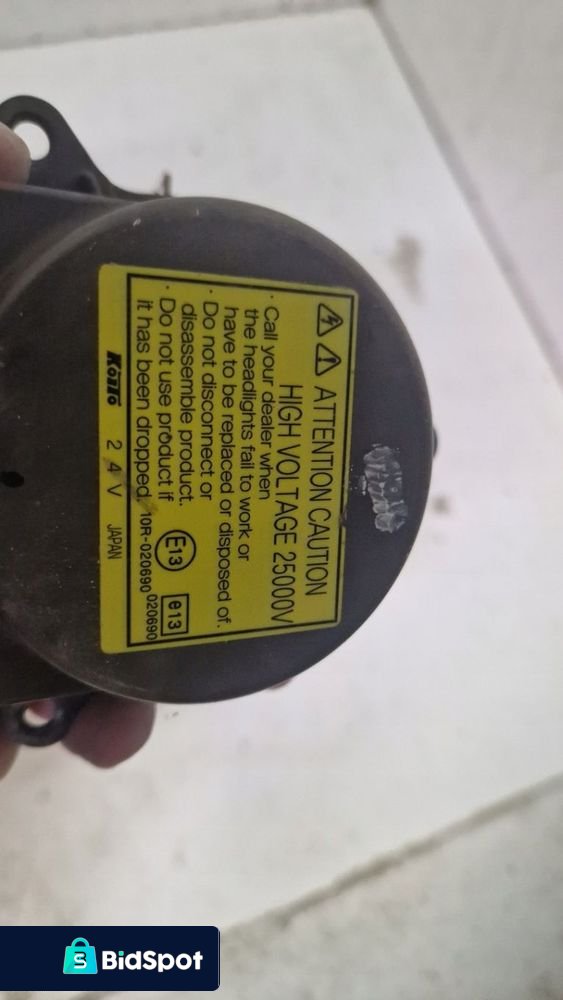 ATTENTION CAUTION
HIGH VOLTAGE 25000V
· Call your dealer when
the headlights fail to work or
have to be replaced or disposed of.
· Do not disconnect or
disassemble product.
· Do not use product if
it has been dropped.
E13
e13
10R-020690
020690
KOITO
24V
JAPAN
BidSpot